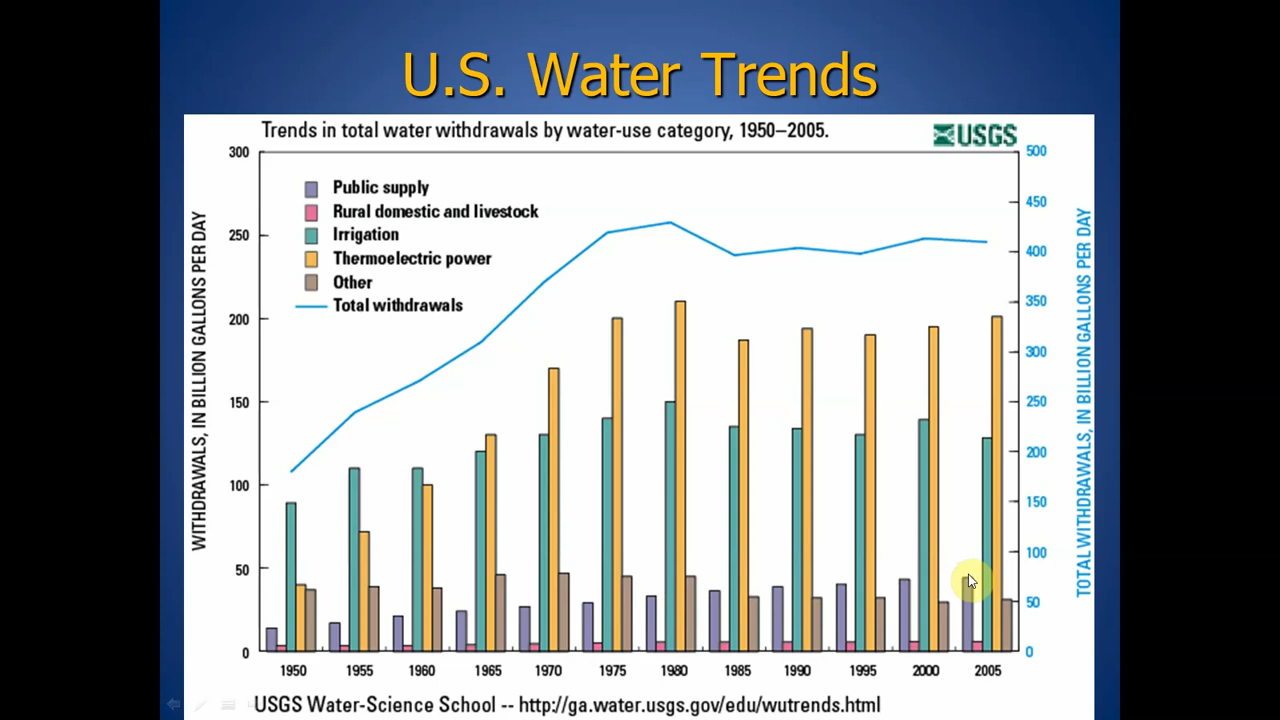 U.S. Water Trends
Trends in total water withdrawals by water-use category, 1950–2005.
USGS
300
250
200
150
100
50
0
WITHDRAWALS, IN BILLION GALLONS PER DAY
Public supply
Rural domestic and livestock
Irrigation
Thermoelectric power
Other
Total withdrawals
500
450
400
350
300
250
200
150
100
50
0
TOTAL WITHDRAWALS, IN BILLION GALLONS PER DAY
1950 1955 1960 1965 1970 1975 1980 1985 1990 1995 2000 2005
USGS Water-Science School -- http://ga.water.usgs.gov/edu/wutrends.html